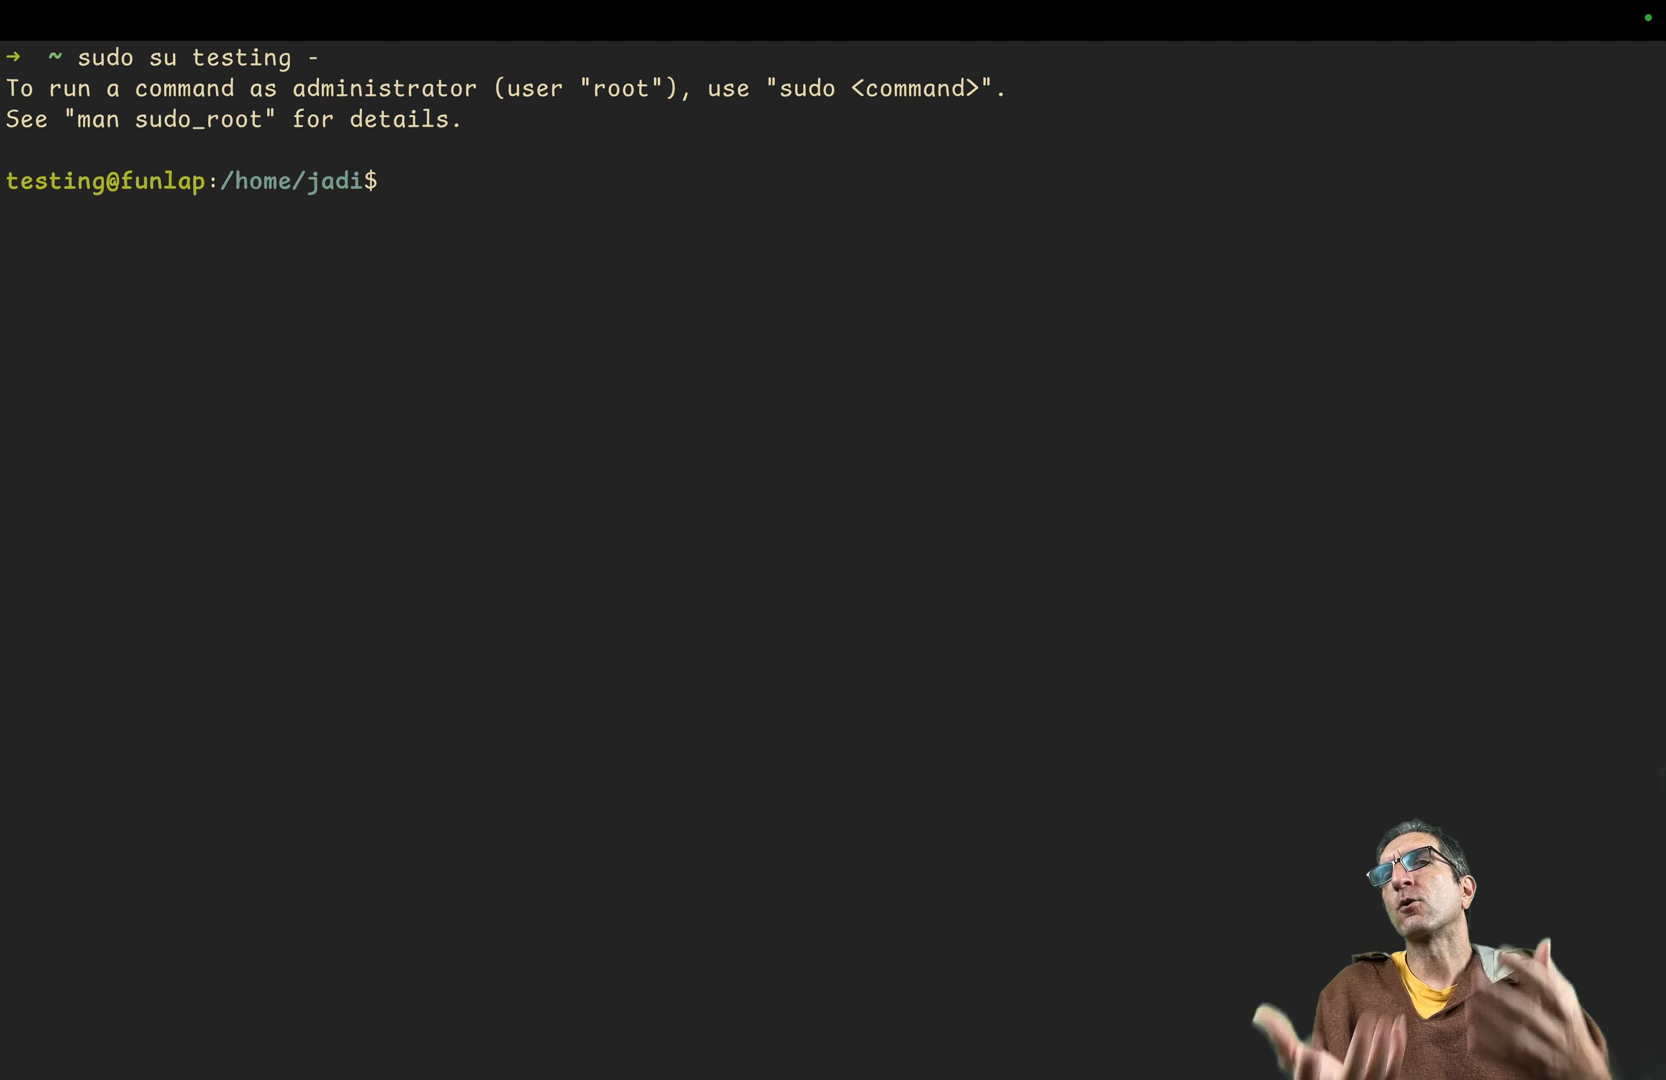 → ~ sudo su testing -
To run a command as administrator (user "root"), use "sudo <command>".
See "man sudo_root" for details.
testing@funlap:/home/jadi$